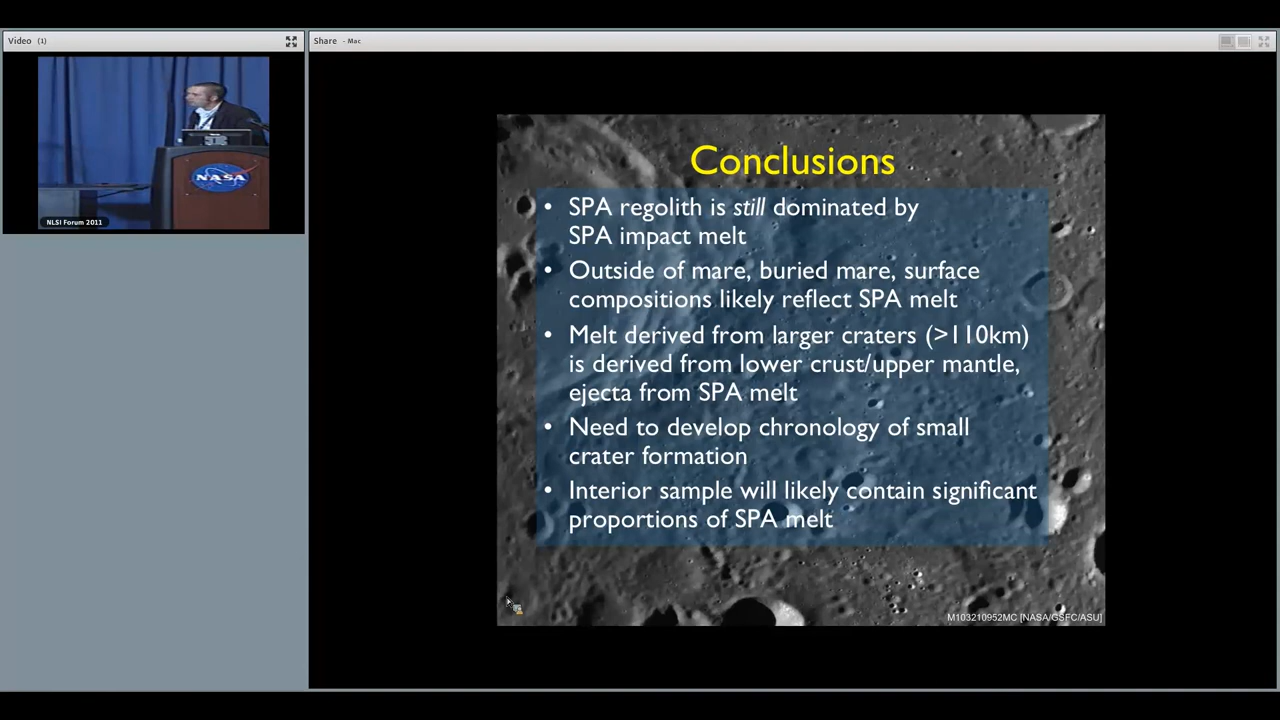 Video (1)
Share - Mac
NASA
NLSI Forum 2011
Conclusions
• SPA regolith is still dominated by
SPA impact melt
• Outside of mare, buried mare, surface
compositions likely reflect SPA melt
• Melt derived from larger craters (>110km)
is derived from lower crust/upper mantle,
ejecta from SPA melt
• Need to develop chronology of small
crater formation
• Interior sample will likely contain significant
proportions of SPA melt
M103210952MC [NASA/GSFC/ASU]